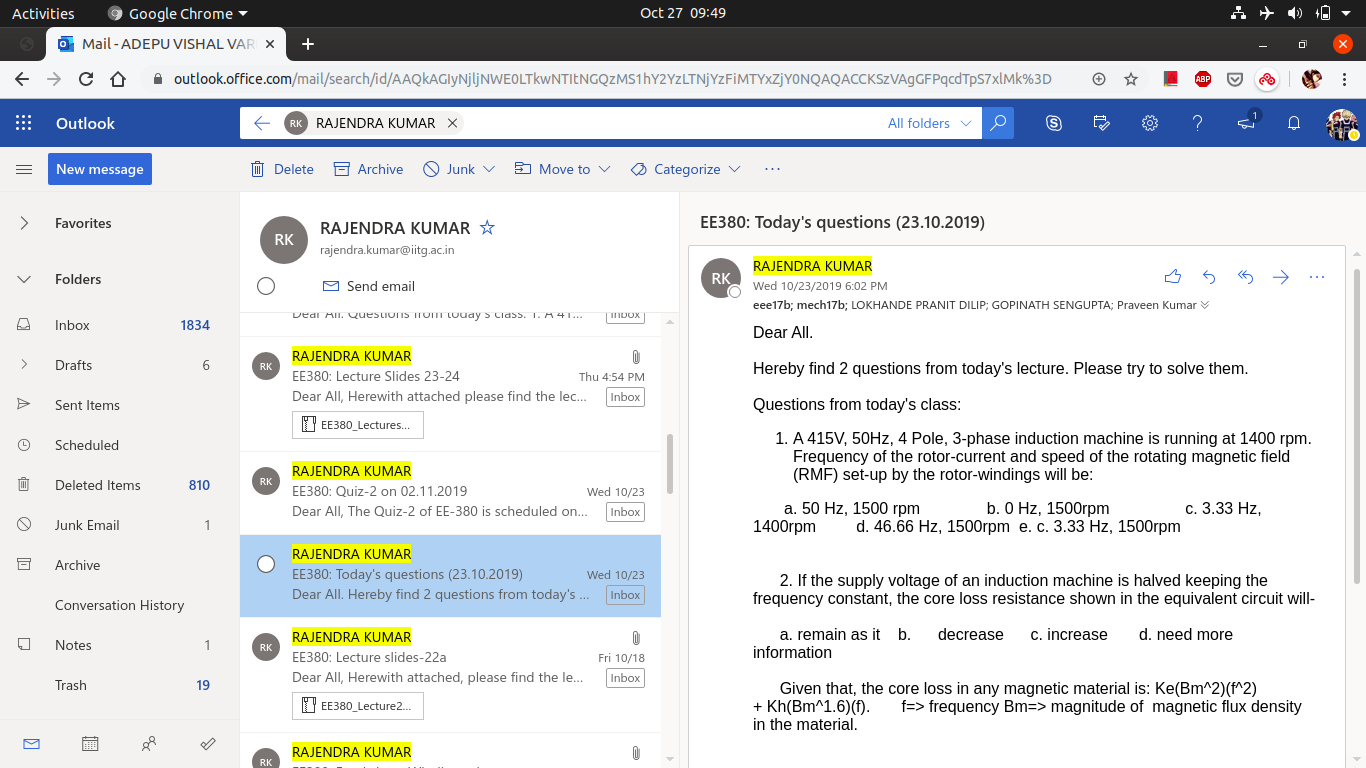 Activities
Google Chrome
Oct 27 09:49
Mail - ADEPU VISHAL VAR
outlook.office.com/mail/search/id/AAQkAGIyNjljNWE0LTkwNTItNGQzMS1hY2YzLTNjYzFiMTYxZjY0NQAQACCKSzVAgGFPqcdTpS7xlMk%3D
ABP
Outlook
RK RAJENDRA KUMAR
All folders
1
New message
Delete
Archive
Junk
Move to
Categorize
Favorites
Folders
Inbox 1834
Drafts 6
Sent Items
Scheduled
Deleted Items 810
Junk Email 1
Archive
Conversation History
Notes 1
Trash 19
RK
RAJENDRA KUMAR
rajendra.kumar@iitg.ac.in
Send email
Dear All. Questions from today's class: 1. A 41... Inbox
RK
RAJENDRA KUMAR
EE380: Lecture Slides 23-24 Thu 4:54 PM
Dear All, Herewith attached please find the lec... Inbox
EE380_Lectures...
RK
RAJENDRA KUMAR
EE380: Quiz-2 on 02.11.2019 Wed 10/23
Dear All, The Quiz-2 of EE-380 is scheduled on... Inbox
RAJENDRA KUMAR
EE380: Today's questions (23.10.2019) Wed 10/23
Dear All. Hereby find 2 questions from today's ... Inbox
RK
RAJENDRA KUMAR
EE380: Lecture slides-22a Fri 10/18
Dear All, Herewith attached, please find the le... Inbox
EE380_Lecture2...
RK
RAJENDRA KUMAR
EE380: Today's questions (23.10.2019)
RK
RAJENDRA KUMAR
Wed 10/23/2019 6:02 PM
eee17b; mech17b; LOKHANDE PRANIT DILIP; GOPINATH SENGUPTA; Praveen Kumar
Dear All.
Hereby find 2 questions from today's lecture. Please try to solve them.
Questions from today's class:
1. A 415V, 50Hz, 4 Pole, 3-phase induction machine is running at 1400 rpm.
Frequency of the rotor-current and speed of the rotating magnetic field
(RMF) set-up by the rotor-windings will be:
a. 50 Hz, 1500 rpm b. 0 Hz, 1500rpm c. 3.33 Hz,
1400rpm d. 46.66 Hz, 1500rpm e. c. 3.33 Hz, 1500rpm
2. If the supply voltage of an induction machine is halved keeping the
frequency constant, the core loss resistance shown in the equivalent circuit will-
a. remain as it b. decrease c. increase d. need more
information
Given that, the core loss in any magnetic material is: Ke(Bm^2)(f^2)
+ Kh(Bm^1.6)(f). f=> frequency Bm=> magnitude of magnetic flux density
in the material.